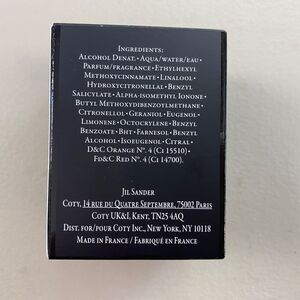 Ingredients:
Alcohol Denat. • Aqua/water/eau •
Parfum/fragrance • Ethylhexyl
Methoxycinnamate • Linalool •
Hydroxycitronellal • Benzyl
Salicylate • Alpha-isomethyl Ionone •
Butyl Methoxydibenzoylmethane •
Citronellol • Geraniol • Eugenol •
Limonene • Octocrylene • Benzyl
Benzoate • Bht • Farnesol • Benzyl
Alcohol • Isoeugenol • Citral •
D&C Orange Nº. 4 (Ci 15510) •
Fd&C Red Nº. 4 (Ci 14700).
Jil Sander
Coty, 14 rue du Quatre Septembre, 75002 Paris
Coty UK&I, Kent, TN25 4AQ
Dist. for/pour Coty Inc., New York, NY 10118
Made in France / Fabriqué en France